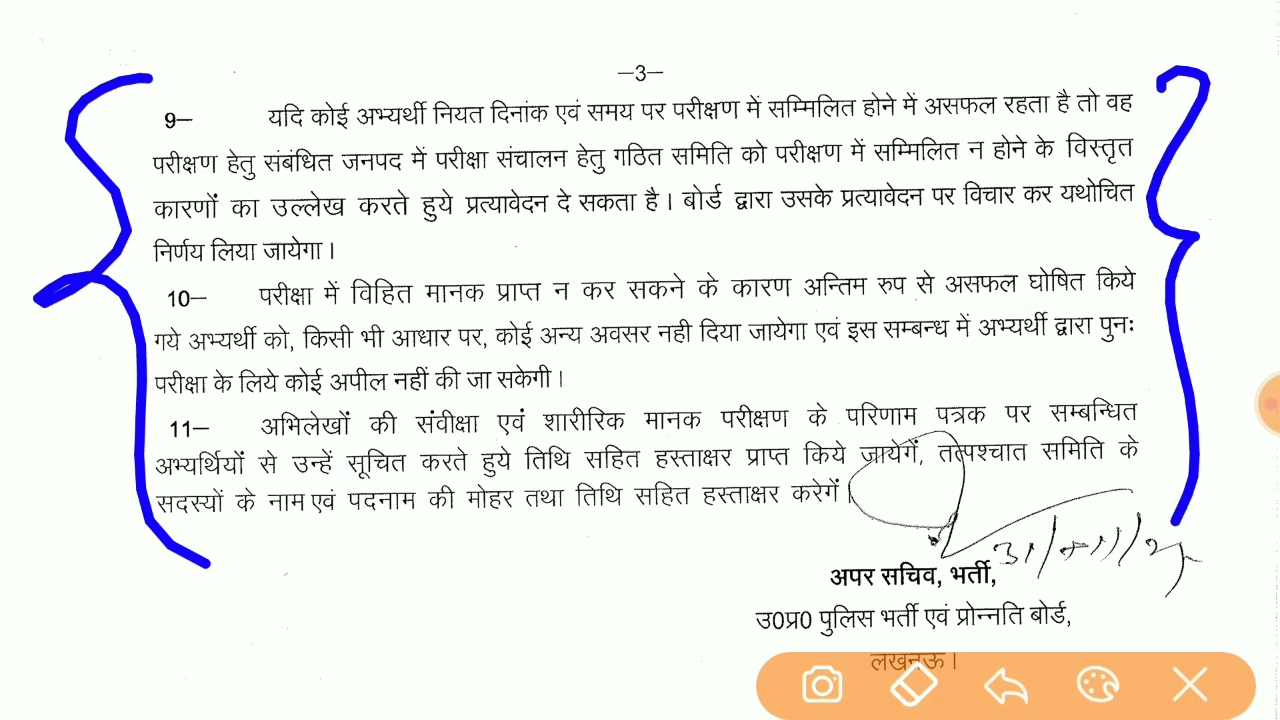 —3—
9— यदि कोई अभ्यर्थी नियत दिनांक एवं समय पर परीक्षण में सम्मिलित होने में असफल रहता है तो वह
परीक्षण हेतु संबंधित जनपद में परीक्षा संचालन हेतु गठित समिति को परीक्षण में सम्मिलित न होने के विस्तृत
कारणों का उल्लेख करते हुये प्रत्यावेदन दे सकता है। बोर्ड द्वारा उसके प्रत्यावेदन पर विचार कर यथोचित
निर्णय लिया जायेगा।
10— परीक्षा में विहित मानक प्राप्त न कर सकने के कारण अन्तिम रुप से असफल घोषित किये
गये अभ्यर्थी को, किसी भी आधार पर, कोई अन्य अवसर नही दिया जायेगा एवं इस सम्बन्ध में अभ्यर्थी द्वारा पुनः
परीक्षा के लिये कोई अपील नहीं की जा सकेगी।
11— अभिलेखों की संवीक्षा एवं शारीरिक मानक परीक्षण के परिणाम पत्रक पर सम्बन्धित
अभ्यर्थियों से उन्हें सूचित करते हुये तिथि सहित हस्ताक्षर प्राप्त किये जायेगें, तत्पश्चात समिति के
सदस्यों के नाम एवं पदनाम की मोहर तथा तिथि सहित हस्ताक्षर करेगें।
अपर सचिव, भर्ती,
उ0प्र0 पुलिस भर्ती एवं प्रोन्नति बोर्ड,
लखनऊ।